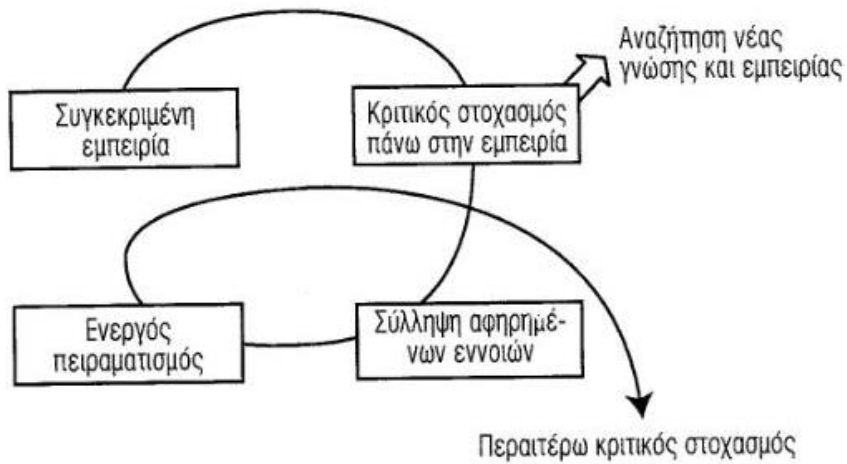 Αναζήτηση νέας
γνώσης και εμπειρίας
Συγκεκριμένη
εμπειρία
Κριτικός στοχασμός
πάνω στην εμπειρία
Ενεργός
πειραματισμός
Σύλληψη αφηρημέ-
νων εννοιών
Περαιτέρω κριτικός στοχασμός